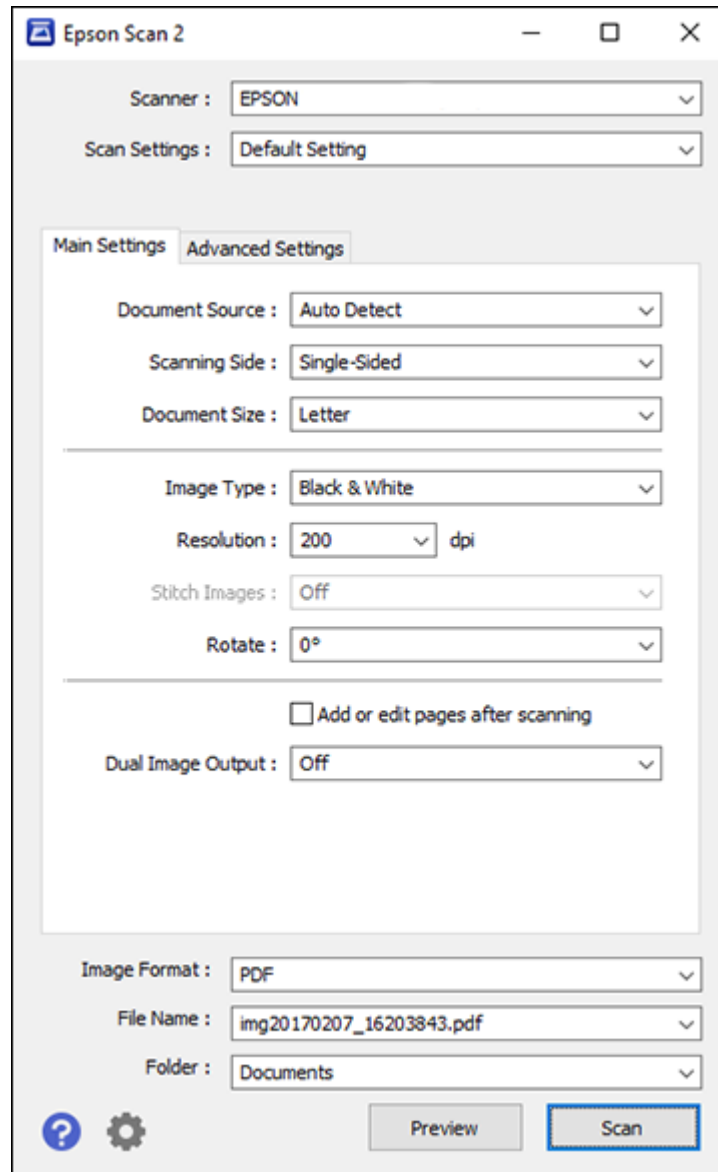 Epson Scan 2
Scanner : EPSON
Scan Settings : Default Setting
Main Settings Advanced Settings
Document Source : Auto Detect
Scanning Side : Single-Sided
Document Size : Letter
Image Type : Black & White
Resolution : 200 dpi
Stitch Images : Off
Rotate : 0°
Add or edit pages after scanning
Dual Image Output : Off
Image Format : PDF
File Name : img20170207_16203843.pdf
Folder : Documents
? Preview Scan